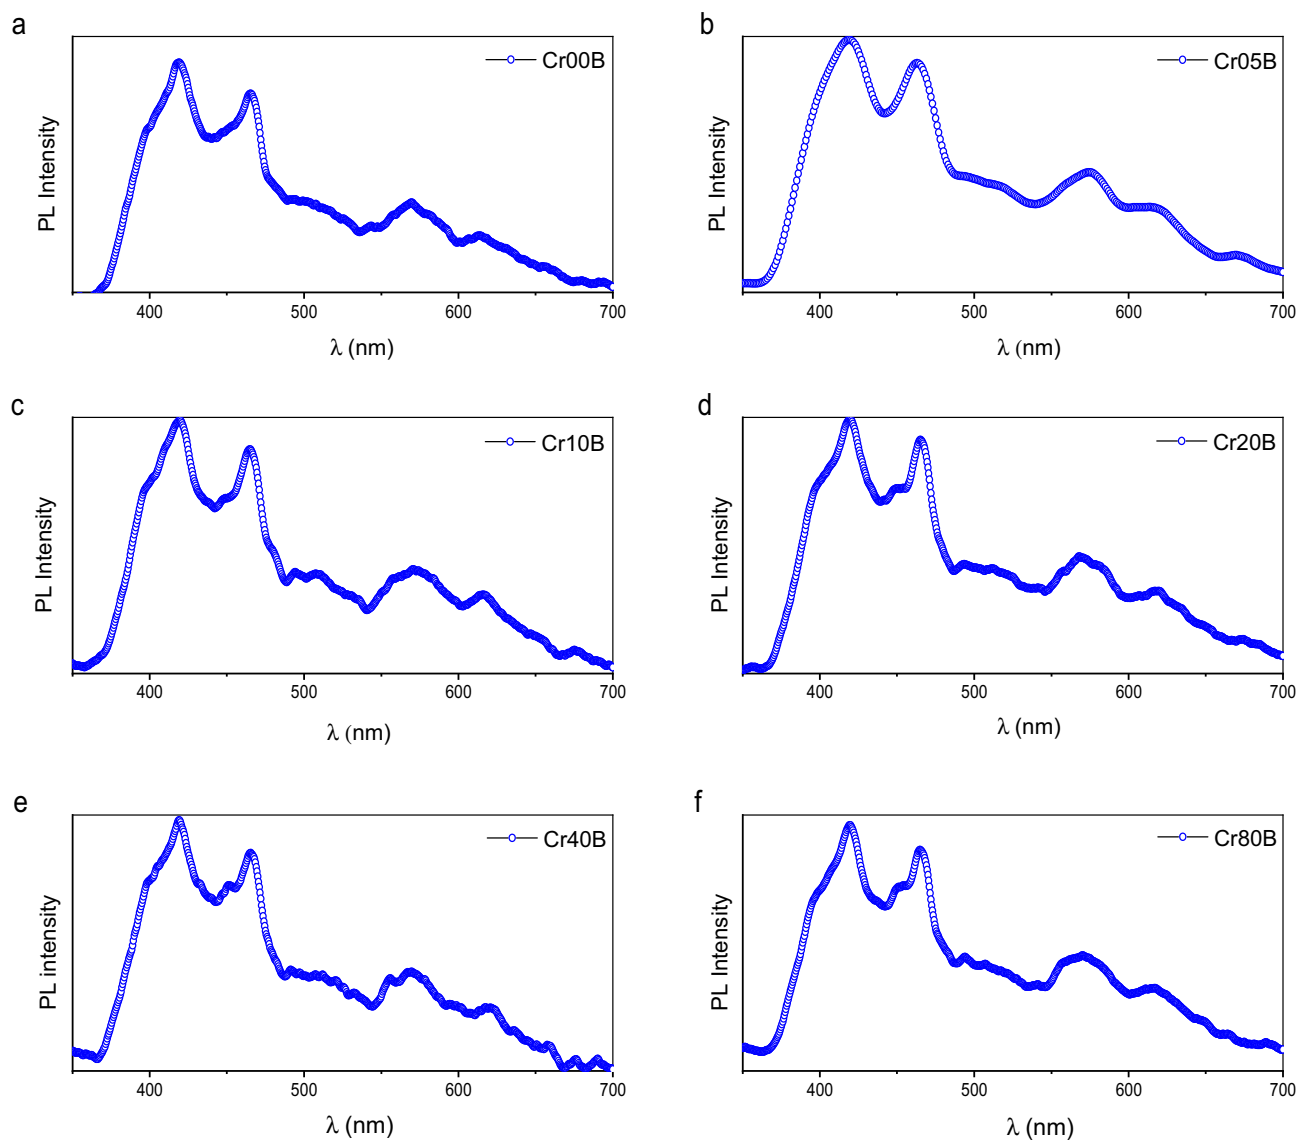 a
b
Cr00B
Cr05B
PL Intensity
PL Intensity
400
500
600
700
400
500
600
700
λ (nm)
λ (nm)
c
d
Cr10B
Cr20B
PL Intensity
PL Intensity
400
500
600
700
400
500
600
700
λ (nm)
λ (nm)
e
f
Cr40B
Cr80B
PL intensity
PL Intensity
400
500
600
700
400
500
600
700
λ (nm)
λ (nm)